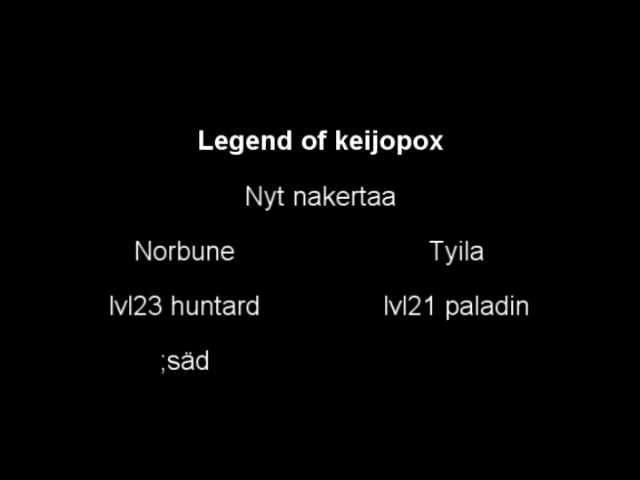 Legend of keijopox
Nyt nakertaa
Norbune Tyila
lvl23 huntard lvl21 paladin
;säd